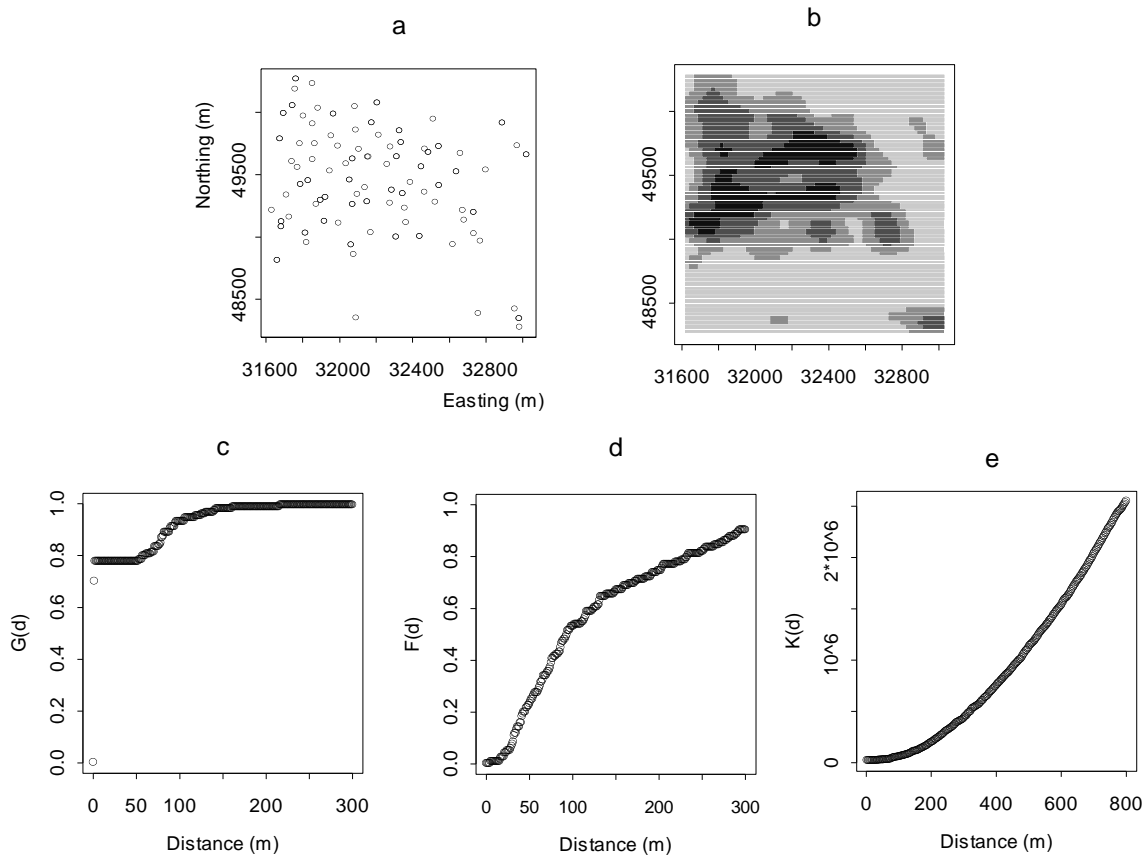 a
Northing (m)
49500
48500
31600 32000 32400 32800
Easting (m)
b
49500
48500
31600 32000 32400 32800
c
G(d)
1.0
0.8
0.6
0.4
0.2
0.0
0 50 100 200 300
Distance (m)
d
F(d)
1.0
0.8
0.6
0.4
0.2
0.0
0 50 100 200 300
Distance (m)
e
K(d)
2*10^6
10^6
0
0 200 400 600 800
Distance (m)